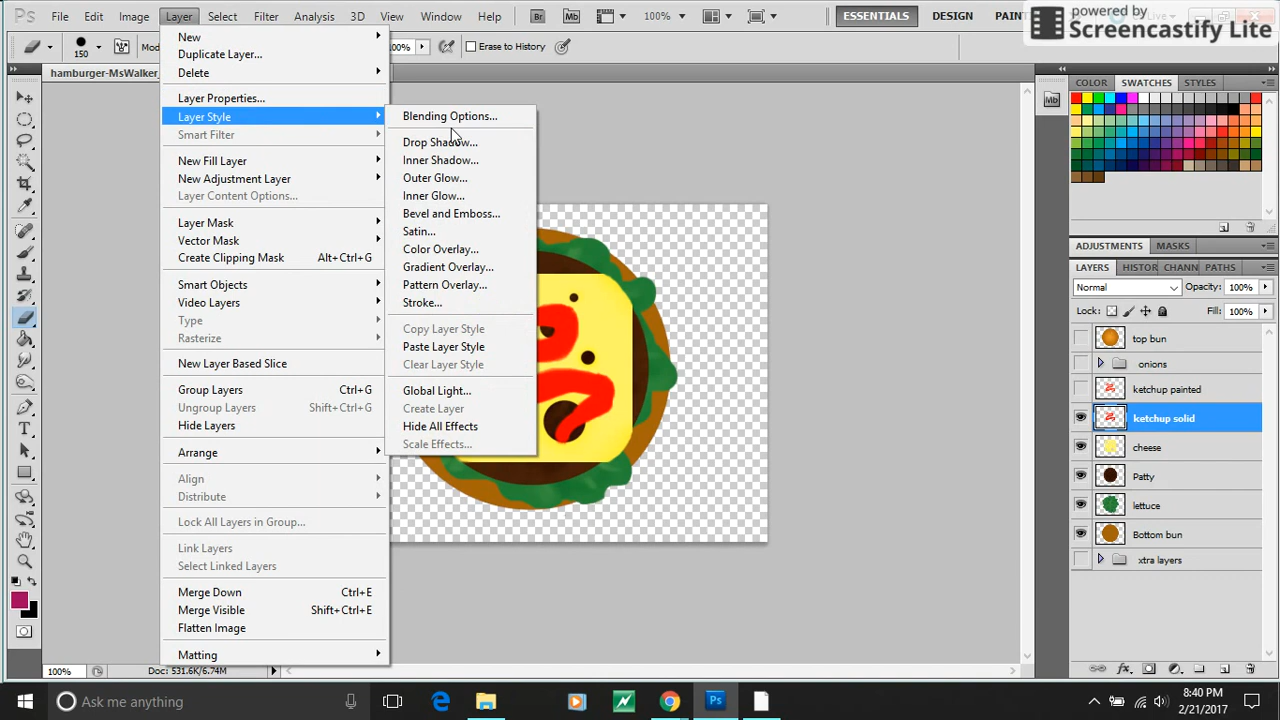 Ps File Edit Image Layer Select Filter Analysis 3D View Window Help Br Mb 100% ESSENTIALS DESIGN
powered by
Screencastify Lite
150 Mod 100% Erase to History
hamburger-MsWalker_
New
Duplicate Layer...
Delete
Layer Properties...
Layer Style
Smart Filter
New Fill Layer
New Adjustment Layer
Layer Content Options...
Layer Mask
Vector Mask
Create Clipping Mask Alt+Ctrl+G
Smart Objects
Video Layers
Type
Rasterize
New Layer Based Slice
Group Layers Ctrl+G
Ungroup Layers Shift+Ctrl+G
Hide Layers
Arrange
Align
Distribute
Lock All Layers in Group...
Link Layers
Select Linked Layers
Merge Down Ctrl+E
Merge Visible Shift+Ctrl+E
Flatten Image
Matting
Blending Options...
Drop Shadow...
Inner Shadow...
Outer Glow...
Inner Glow...
Bevel and Emboss...
Satin...
Color Overlay...
Gradient Overlay...
Pattern Overlay...
Stroke...
Copy Layer Style
Paste Layer Style
Clear Layer Style
Global Light...
Create Layer
Hide All Effects
Scale Effects...
Mb
COLOR SWATCHES STYLES
ADJUSTMENTS MASKS
LAYERS HISTOR CHANN PATHS
Normal Opacity: 100%
Lock: Fill: 100%
top bun
onions
ketchup painted
ketchup solid
cheese
Patty
lettuce
Bottom bun
xtra layers
fx
100% Doc: 531.6K/6.74M
Ask me anything
Ps
8:40 PM
2/21/2017